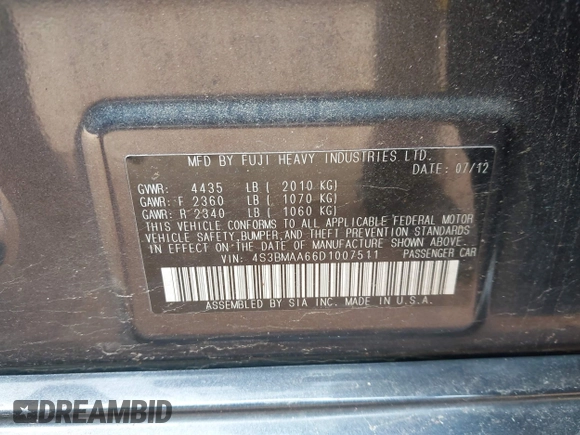 MFD BY FUJI HEAVY INDUSTRIES LTD.
DATE: 07/12
GVWR: 4435 LB ( 2010 KG)
GAWR: F 2360 LB ( 1070 KG)
GAWR: R 2340 LB ( 1060 KG)
THIS VEHICLE CONFORMS TO ALL APPLICABLE FEDERAL MOTOR
VEHICLE SAFETY, BUMPER, AND THEFT PREVENTION STANDARDS
IN EFFECT ON THE DATE OF MANUFACTURE SHOWN ABOVE.
VIN: 4S3BMAA66D1007511 PASSENGER CAR
ASSEMBLED BY SIA INC. MADE IN U.S.A.
DREAMBID